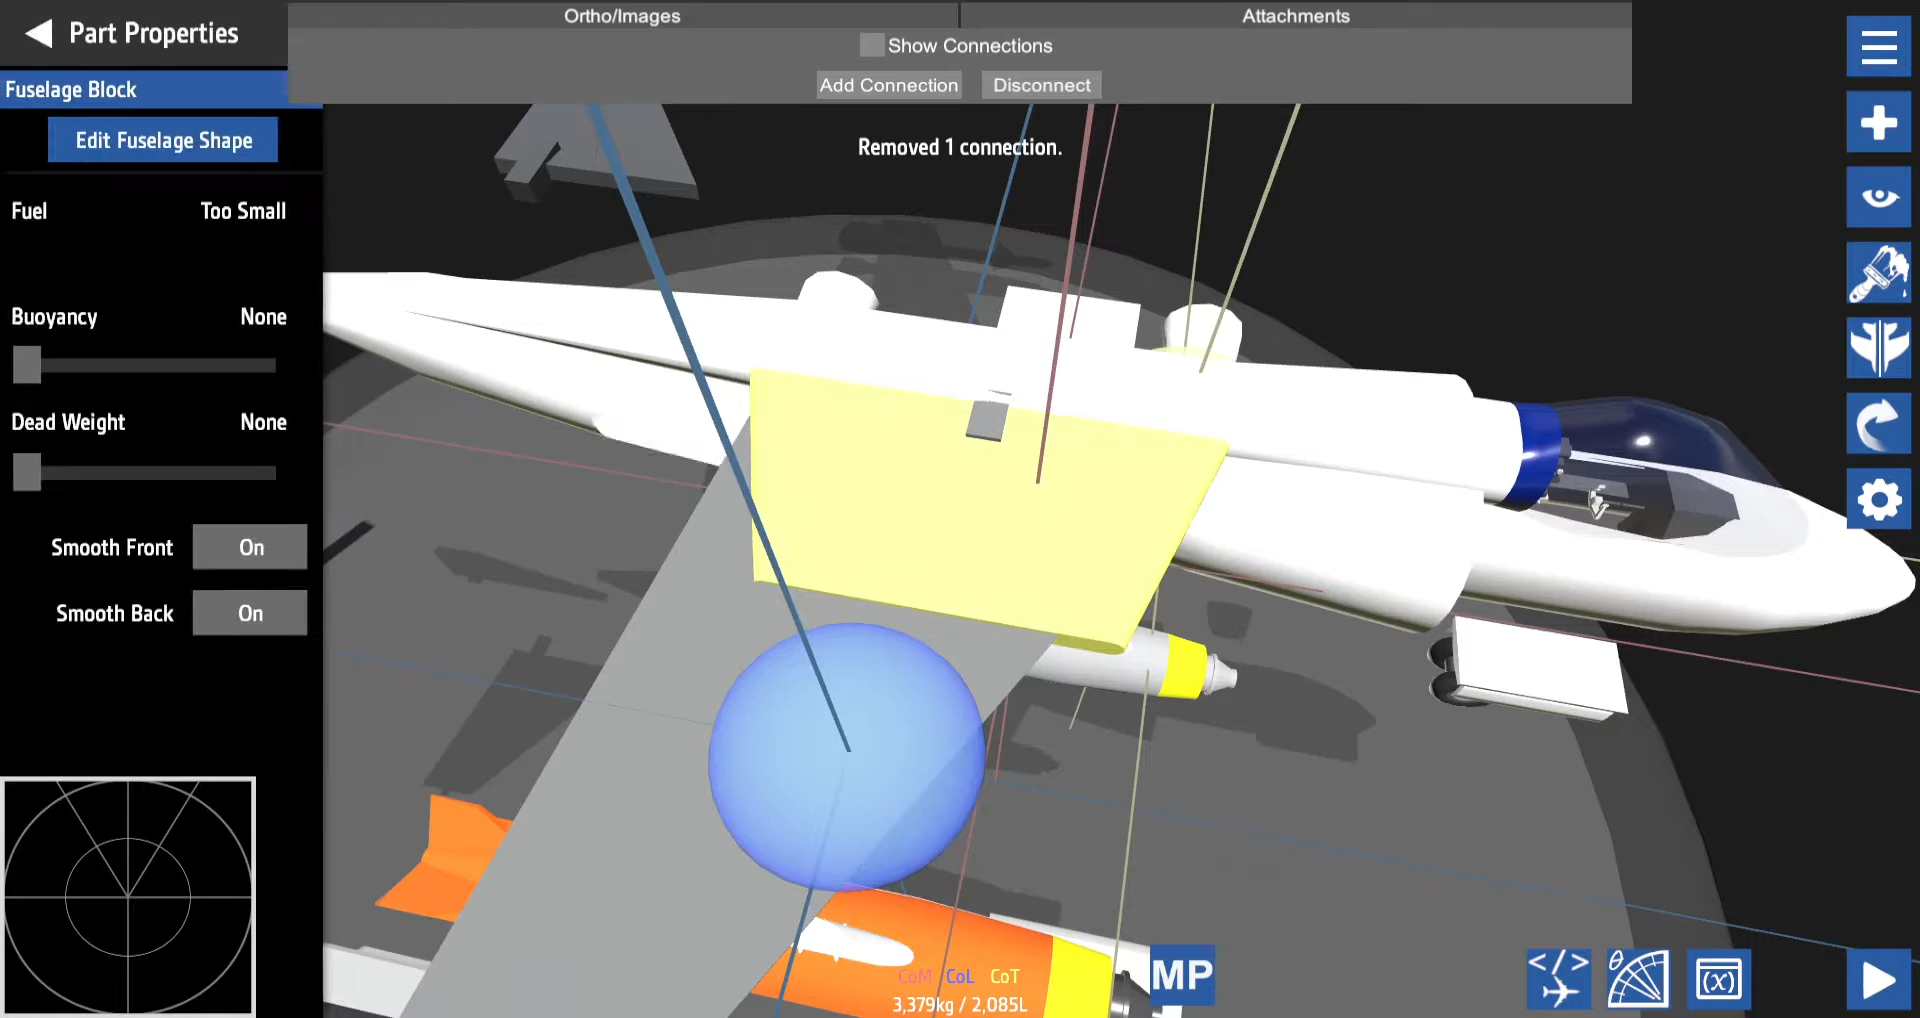 Part Properties
Ortho/Images
Attachments
Show Connections
Add Connection
Disconnect
Fuselage Block
Edit Fuselage Shape
Removed 1 connection.
Fuel
Too Small
Buoyancy
None
Dead Weight
None
Smooth Front
On
Smooth Back
On
CoM CoL CoT
3,379kg / 2,085L
MP
</>
θ
(x)